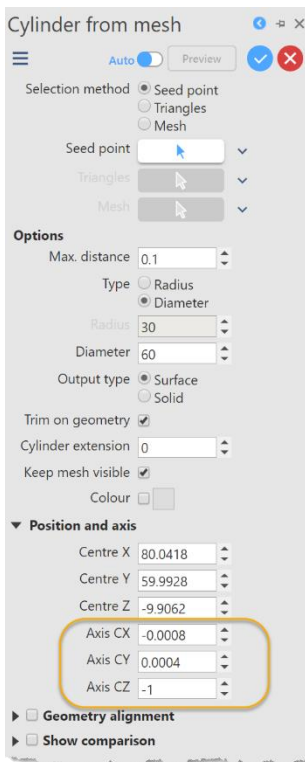 Cylinder from mesh
Auto Preview
Selection method Seed point
Triangles
Mesh
Seed point
Triangles
Mesh
Options
Max. distance 0.1
Type Radius
Diameter
Radius 30
Diameter 60
Output type Surface
Solid
Trim on geometry
Cylinder extension 0
Keep mesh visible
Colour
Position and axis
Centre X 80.0418
Centre Y 59.9928
Centre Z -9.9062
Axis CX -0.0008
Axis CY 0.0004
Axis CZ -1
Geometry alignment
Show comparison